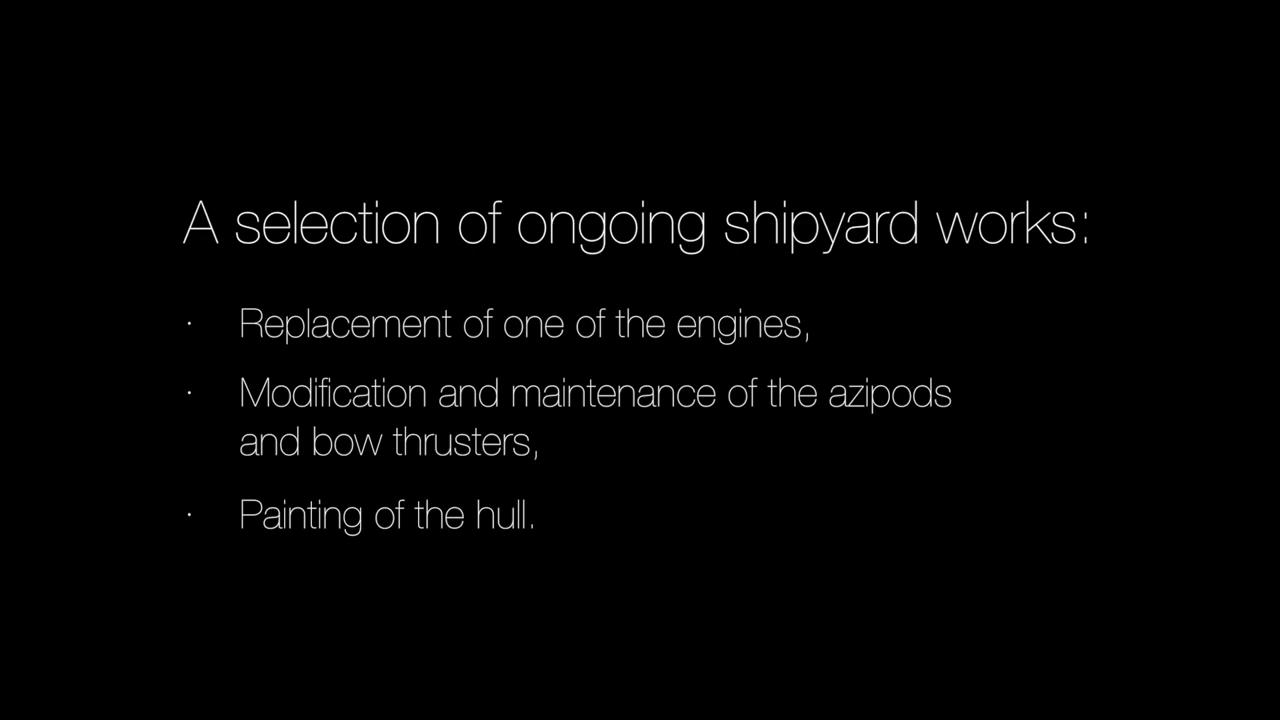 A selection of ongoing shipyard works:
· Replacement of one of the engines,
· Modification and maintenance of the azipods
and bow thrusters,
· Painting of the hull.